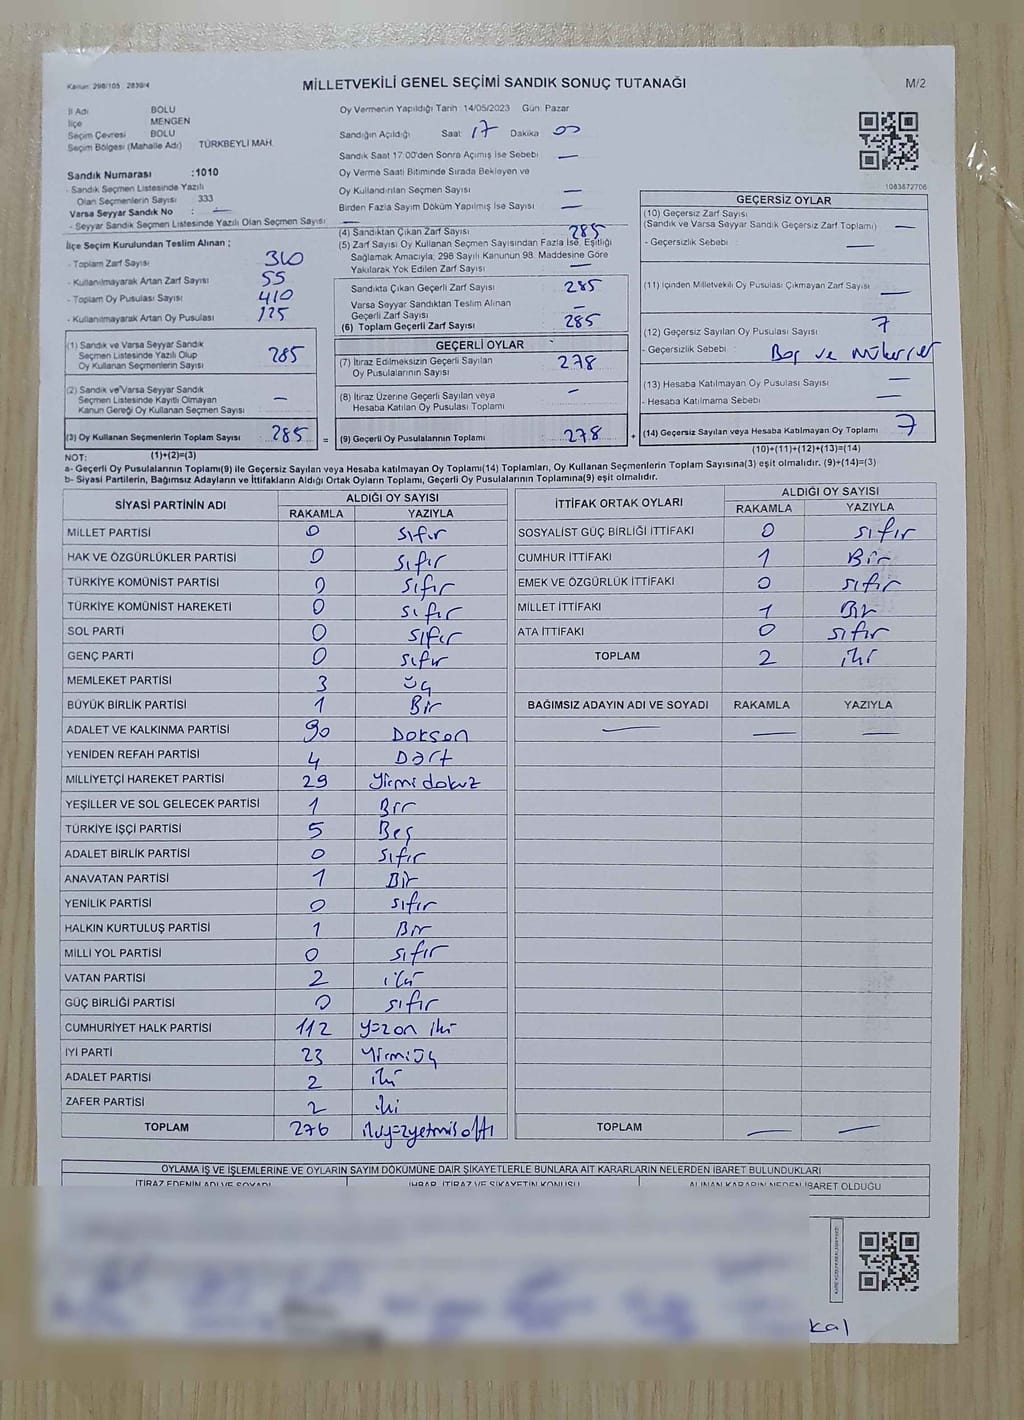 Kanun: 298/105, 2839/4
MİLLETVEKİLİ GENEL SEÇİMİ SANDIK SONUÇ TUTANAĞI
M/2
İl Adı BOLU
İlçe MENGEN
Seçim Çevresi BOLU
Seçim Bölgesi (Mahalle Adı) TÜRKBEYLİ MAH.
Sandık Numarası :1010
- Sandık Seçmen Listesinde Yazılı
Olan Seçmenlerin Sayısı 333
Varsa Seyyar Sandık No : —
- Seyyar Sandık Seçmen Listesinde Yazılı Olan Seçmen Sayısı: —
İlçe Seçim Kurulundan Teslim Alınan ;
- Toplam Zarf Sayısı 340
- Kullanılmayarak Artan Zarf Sayısı 55
- Toplam Oy Pusulası Sayısı 410
- Kullanılmayarak Artan Oy Pusulası 125
Oy Vermenin Yapıldığı Tarih 14/05/2023 Gün: Pazar
Sandığın Açıldığı Saat 17 Dakika 00
Sandık Saat 17:00'den Sonra Açılmış İse Sebebi —
Oy Verme Saati Bitiminde Sırada Bekleyen ve
Oy Kullandırılan Seçmen Sayısı —
Birden Fazla Sayım Döküm Yapılmış İse Sayısı —
(4) Sandıktan Çıkan Zarf Sayısı 285
(5) Zarf Sayısı Oy Kullanan Seçmen Sayısından Fazla İse, Eşitliği
Sağlamak Amacıyla; 298 Sayılı Kanunun 98. Maddesine Göre
Yakılarak Yok Edilen Zarf Sayısı —
Sandıkta Çıkan Geçerli Zarf Sayısı 285
Varsa Seyyar Sandıktan Teslim Alınan
Geçerli Zarf Sayısı —
(6) Toplam Geçerli Zarf Sayısı 285
1083872706
GEÇERSİZ OYLAR
(10) Geçersiz Zarf Sayısı
(Sandık ve Varsa Seyyar Sandık Geçersiz Zarf Toplamı) —
- Geçersizlik Sebebi —
(11) İçinden Milletvekili Oy Pusulası Çıkmayan Zarf Sayısı —
(12) Geçersiz Sayılan Oy Pusulası Sayısı 7
- Geçersizlik Sebebi Boş ve mükerrer
(13) Hesaba Katılmayan Oy Pusulası Sayısı —
- Hesaba Katılmama Sebebi —
(1) Sandık ve Varsa Seyyar Sandık
Seçmen Listesinde Yazılı Olup
Oy Kullanan Seçmenlerin Sayısı 285
(2) Sandık ve Varsa Seyyar Sandık
Seçmen Listesinde Kayıtlı Olmayan
Kanun Gereği Oy Kullanan Seçmen Sayısı —
GEÇERLİ OYLAR
(7) İtiraz Edilmeksizin Geçerli Sayılan
Oy Pusulalarının Sayısı 278
(8) İtiraz Üzerine Geçerli Sayılan veya
Hesaba Katılan Oy Pusulası Toplamı —
(3) Oy Kullanan Seçmenlerin Toplam Sayısı 285 = (9) Geçerli Oy Pusulalarının Toplamı 278 + (14) Geçersiz Sayılan veya Hesaba Katılmayan Oy Toplamı 7
NOT: (1)+(2)=(3) (10)+(11)+(12)+(13)=(14)
a- Geçerli Oy Pusulalarının Toplamı(9) ile Geçersiz Sayılan veya Hesaba katılmayan Oy Toplamı(14) Toplamları, Oy Kullanan Seçmenlerin Toplam Sayısına(3) eşit olmalıdır. (9)+(14)=(3)
b- Siyasi Partilerin, Bağımsız Adayların ve İttifakların Aldığı Ortak Oyların Toplamı, Geçerli Oy Pusulalarının Toplamına(9) eşit olmalıdır.
SİYASİ PARTİNİN ADI ALDIĞI OY SAYISI
RAKAMLA YAZIYLA
MİLLET PARTİSİ 0 sıfır
HAK VE ÖZGÜRLÜKLER PARTİSİ 0 sıfır
TÜRKİYE KOMÜNİST PARTİSİ 0 sıfır
TÜRKİYE KOMÜNİST HAREKETİ 0 sıfır
SOL PARTİ 0 sıfır
GENÇ PARTİ 0 sıfır
MEMLEKET PARTİSİ 3 üç
BÜYÜK BİRLİK PARTİSİ 1 Bir
ADALET VE KALKINMA PARTİSİ 90 Doksan
YENİDEN REFAH PARTİSİ 4 Dört
MİLLİYETÇİ HAREKET PARTİSİ 29 Yirmi dokuz
YEŞİLLER VE SOL GELECEK PARTİSİ 1 Bir
TÜRKİYE İŞÇİ PARTİSİ 5 Beş
ADALET BİRLİK PARTİSİ 0 sıfır
ANAVATAN PARTİSİ 1 Bir
YENİLİK PARTİSİ 0 sıfır
HALKIN KURTULUŞ PARTİSİ 1 Bir
MİLLİ YOL PARTİSİ 0 sıfır
VATAN PARTİSİ 2 iki
GÜÇ BİRLİĞİ PARTİSİ 0 sıfır
CUMHURİYET HALK PARTİSİ 112 yüzon iki
İYİ PARTİ 23 Yirmi üç
ADALET PARTİSİ 2 iki
ZAFER PARTİSİ 2 iki
TOPLAM 276 ikiyüzyetmişaltı
İTTİFAK ORTAK OYLARI ALDIĞI OY SAYISI
RAKAMLA YAZIYLA
SOSYALİST GÜÇ BİRLİĞİ İTTİFAKI 0 sıfır
CUMHUR İTTİFAKI 1 Bir
EMEK VE ÖZGÜRLÜK İTTİFAKI 0 sıfır
MİLLET İTTİFAKI 1 Bir
ATA İTTİFAKI 0 sıfır
TOPLAM 2 iki
BAĞIMSIZ ADAYIN ADI VE SOYADI RAKAMLA YAZIYLA
— — —
TOPLAM — —
OYLAMA İŞ VE İŞLEMLERİNE VE OYLARIN SAYIM DÖKÜMÜNE DAİR ŞİKAYETLERLE BUNLARA AİT KARARLARIN NELERDEN İBARET BULUNDUKLARI
İTİRAZ EDENİN ADI VE SOYADI İHBAR, İTİRAZ VE ŞİKAYETİN KONUSU ALINAN KARARIN NEDEN İBARET OLDUĞU
kal